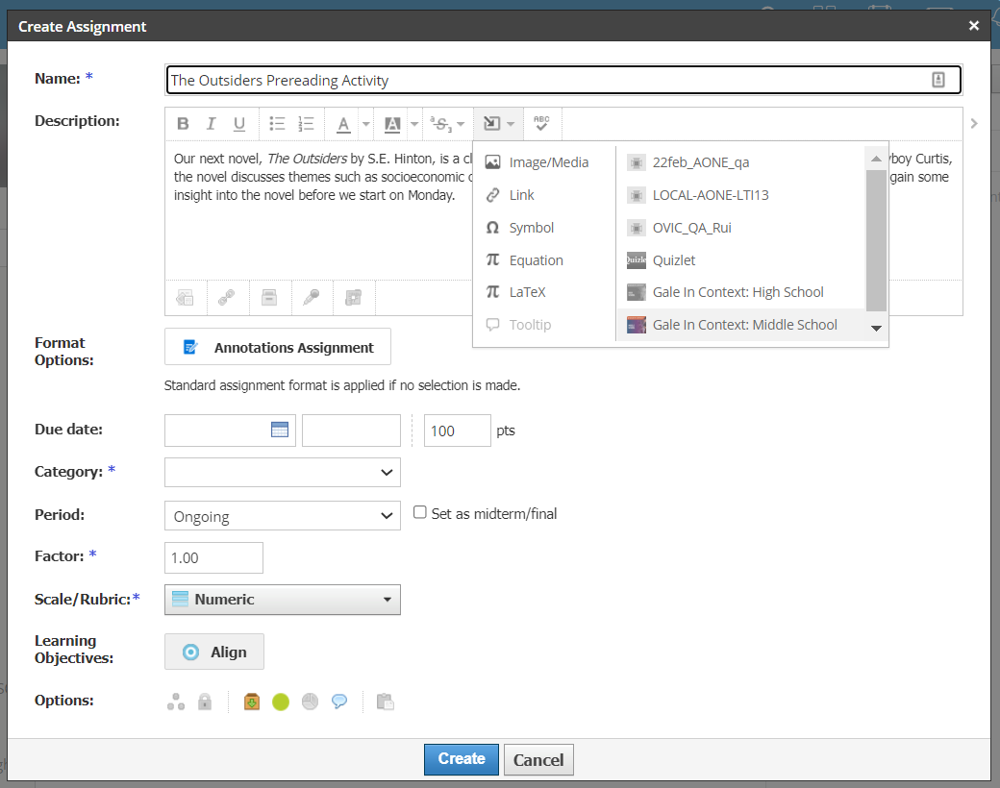 Create Assignment
Name: *
The Outsiders Prereading Activity
Description:
B I U
A
A
S
ABC
Our next novel, The Outsiders by S.E. Hinton, is a cl
yboy Curtis,
the novel discusses themes such as socioeconomic
gain some
insight into the novel before we start on Monday.
Image/Media
Link
Ω Symbol
π Equation
π LaTeX
Tooltip
22feb_AONE_qa
LOCAL-AONE-LTI13
OVIC_QA_Rui
Quizlet
Gale In Context: High School
Gale In Context: Middle School
Format
Options:
Annotations Assignment
Standard assignment format is applied if no selection is made.
Due date:
100 pts
Category: *
Period:
Ongoing
Set as midterm/final
Factor: *
1.00
Scale/Rubric:*
Numeric
Learning
Objectives:
Align
Options:
Create
Cancel